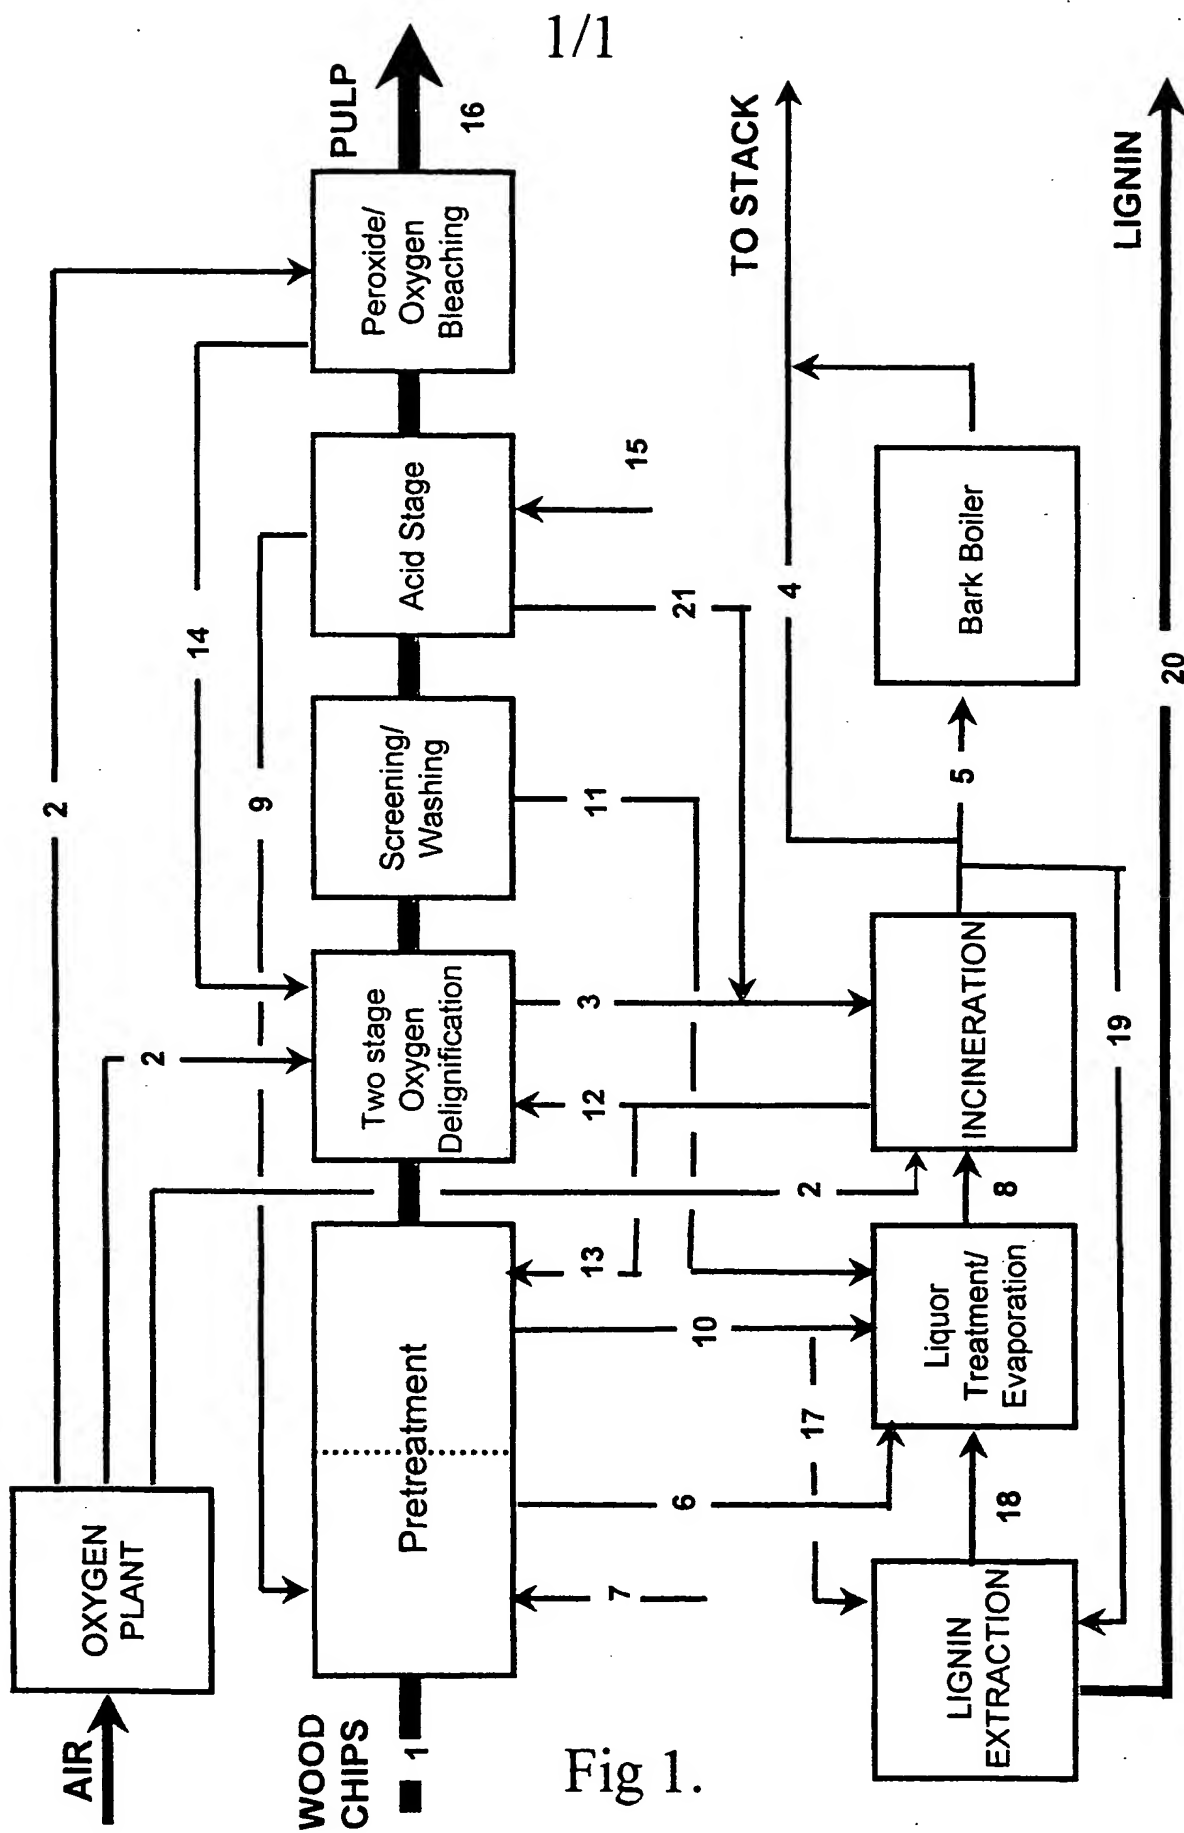 1/1
AIR
OXYGEN
PLANT
2
2
2
14
9
WOOD
CHIPS
1
Pretreatment
Two stage
Oxygen
Delignification
Screening/
Washing
Acid Stage
Peroxide/
Oxygen
Bleaching
PULP
16
7
6
10
13
12
3
11
21
15
17
LIGNIN
EXTRACTION
18
Liquor
Treatment/
Evaporation
8
INCINERATION
5
4
Bark Boiler
TO STACK
19
20
LIGNIN
Fig 1.